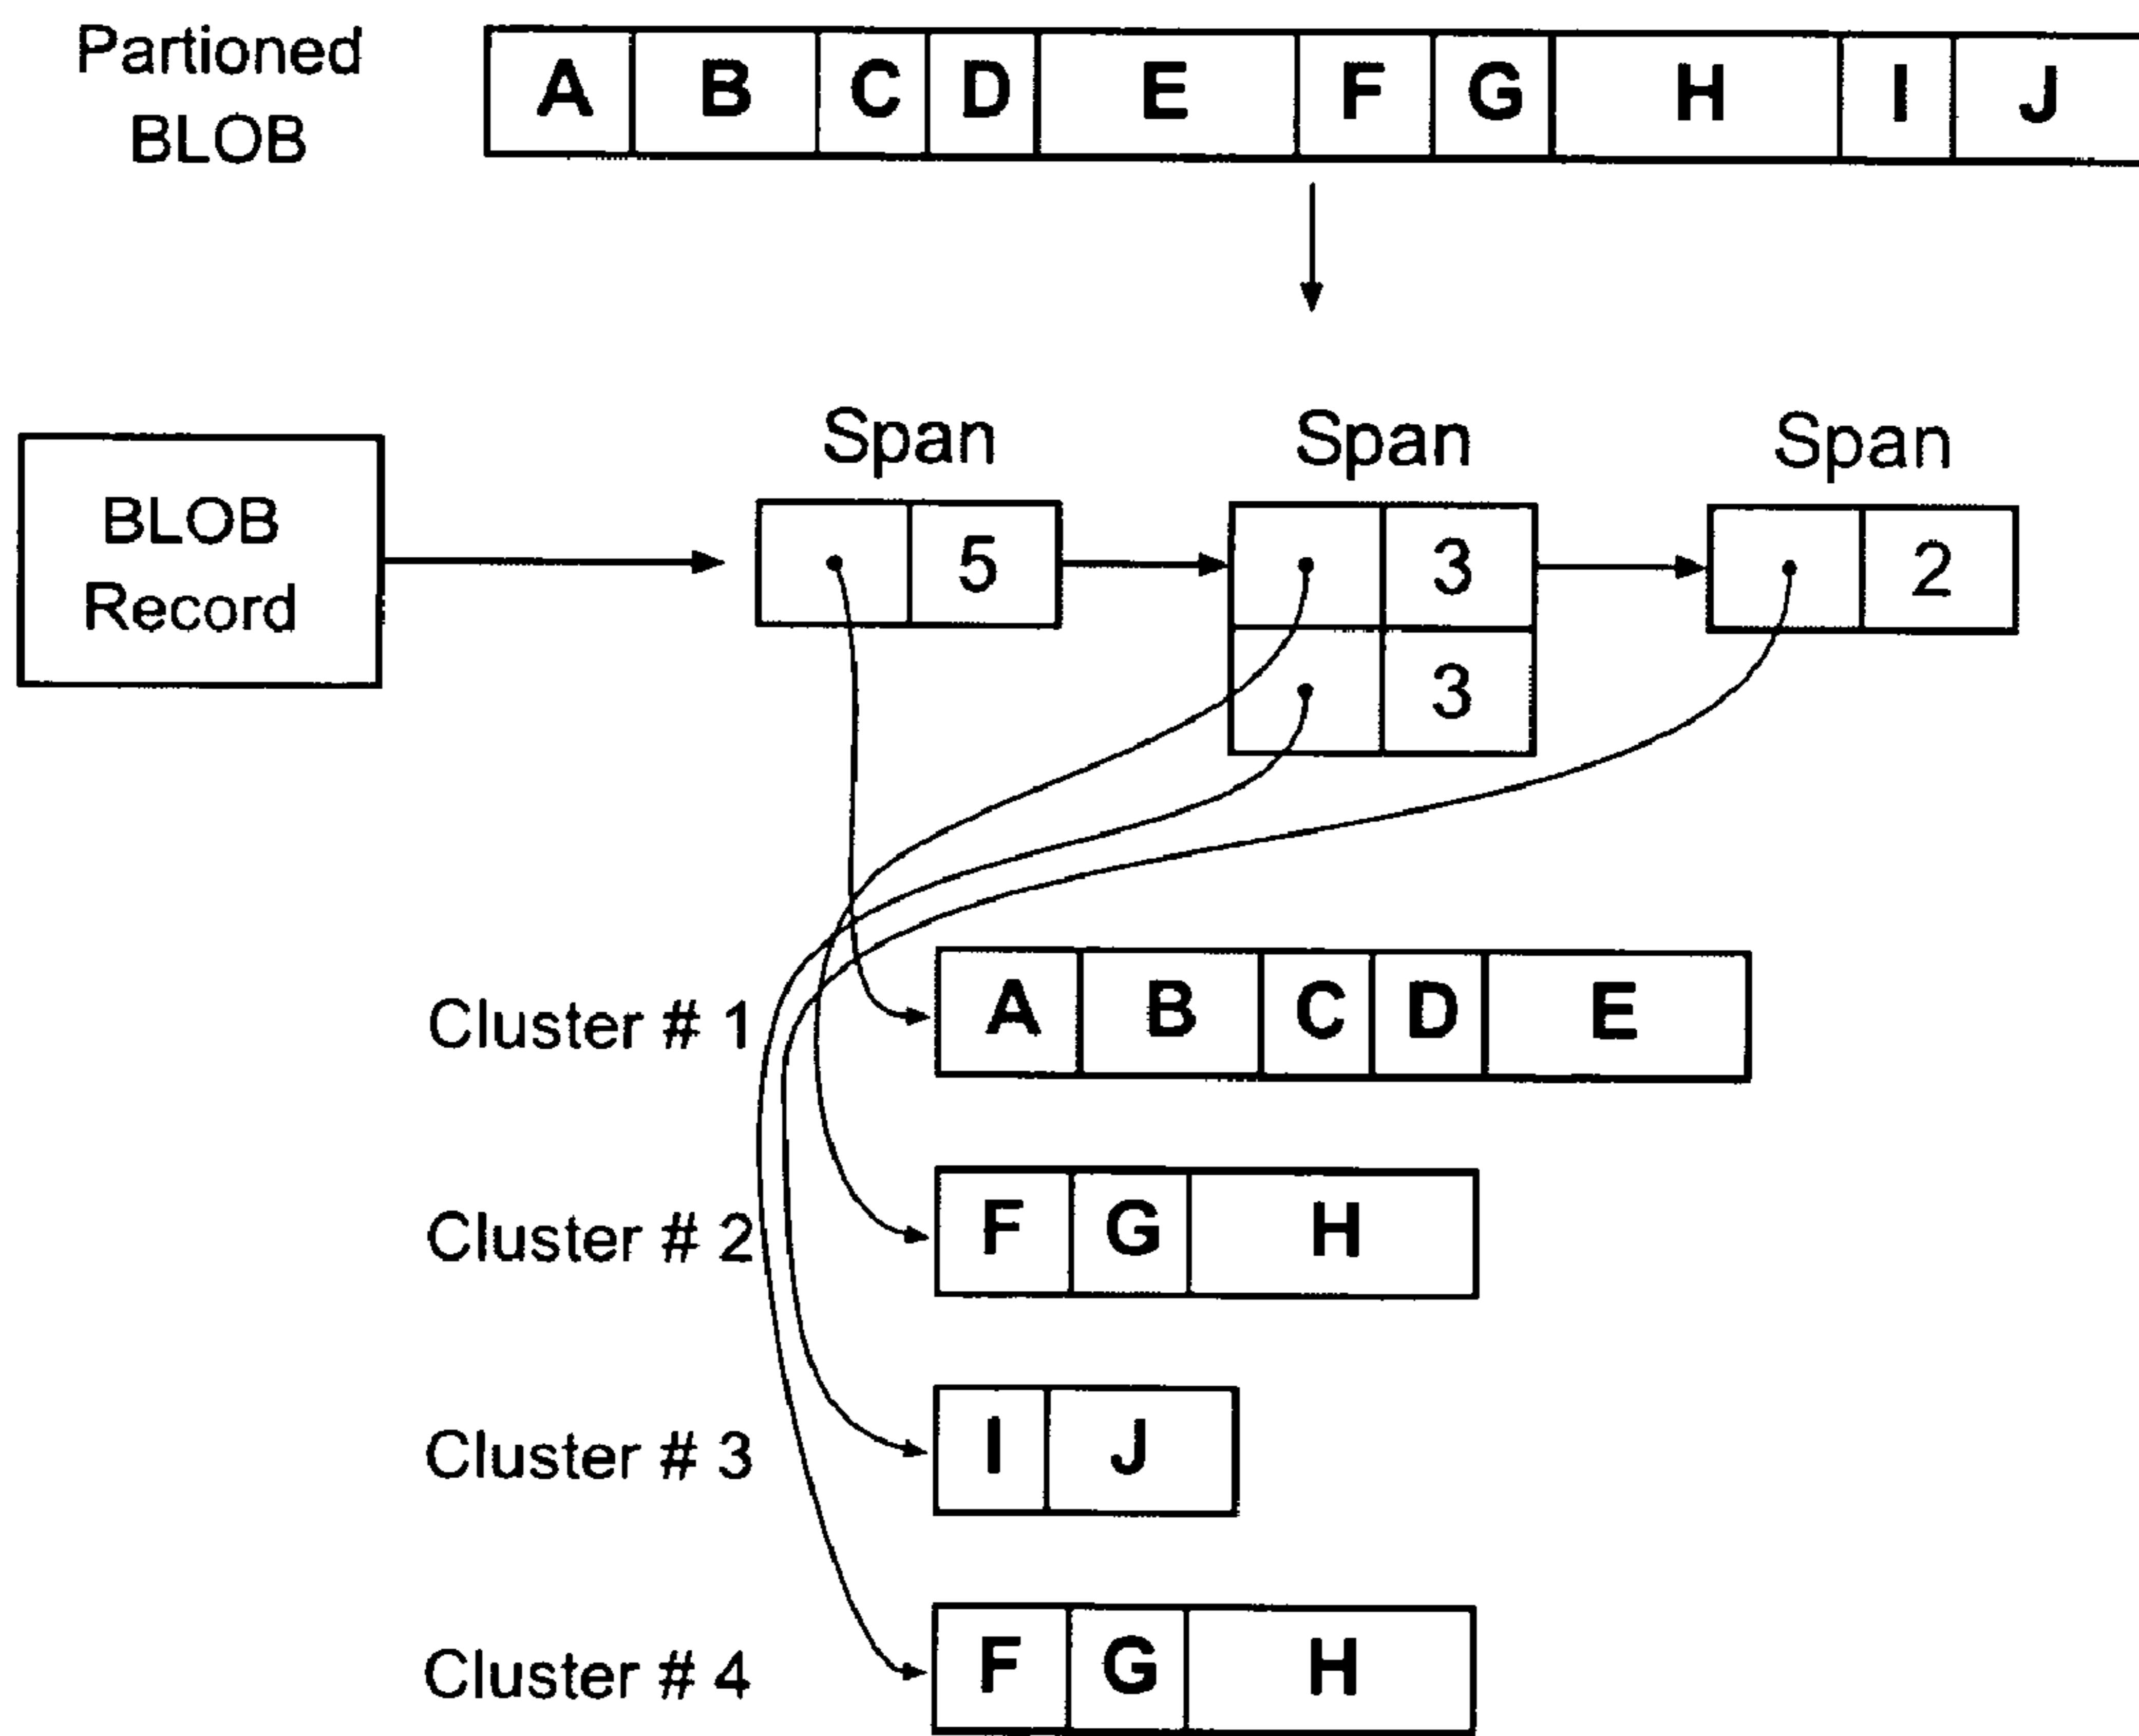 Partioned
BLOB
A B C D E F G H I J
Span Span Span
BLOB
Record
5 3 2
3
Cluster # 1 A B C D E
Cluster # 2 F G H
Cluster # 3 I J
Cluster # 4 F G H